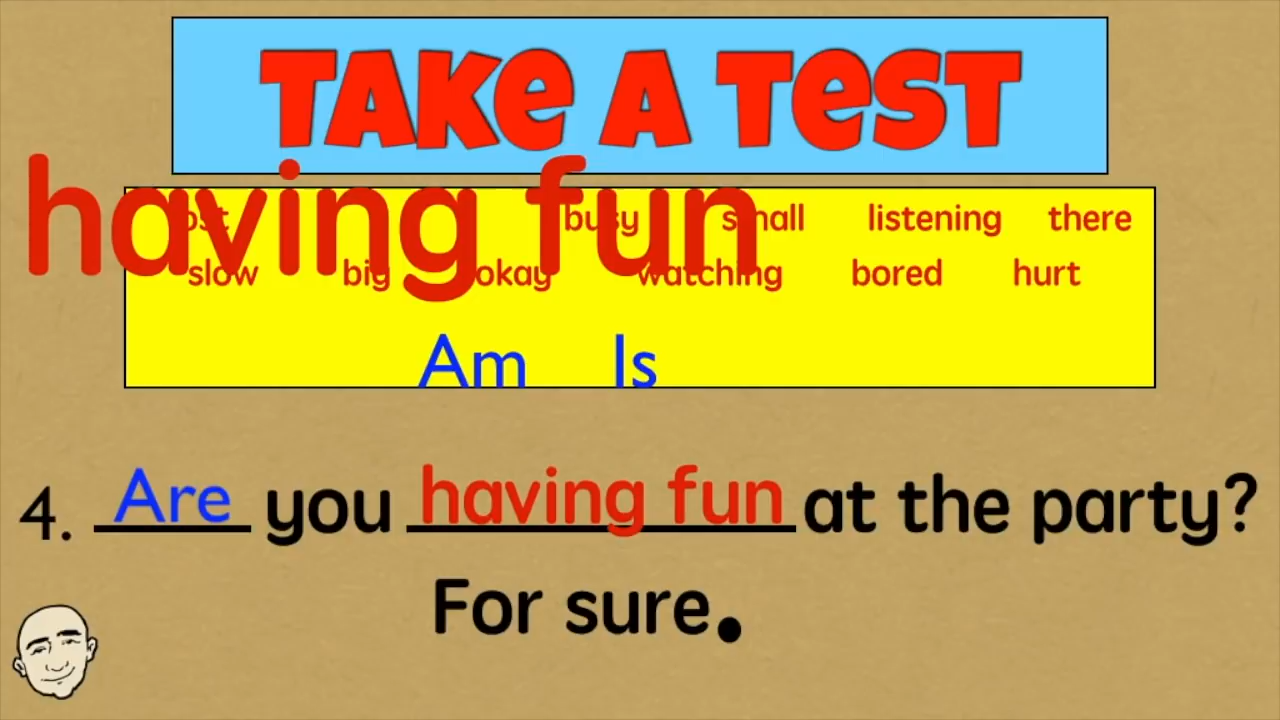 TAKE A TEST
having fun
busy small listening there
slow big okay watching bored hurt
Am Is
4. Are you having fun at the party?
For sure.